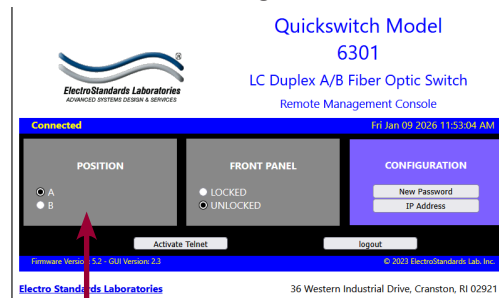 Quickswitch Model
6301
LC Duplex A/B Fiber Optic Switch
Remote Management Console
®
ElectroStandards Laboratories
ADVANCED SYSTEMS DESIGN & SERVICES
Connected
Fri Jan 09 2026 11:53:04 AM
POSITION
A
B
FRONT PANEL
LOCKED
UNLOCKED
CONFIGURATION
New Password
IP Address
Activate Telnet
logout
Firmware Version: 5.2 - GUI Version: 2.3
© 2023 ElectroStandards Lab. Inc.
Electro Standards Laboratories
36 Western Industrial Drive, Cranston, RI 02921